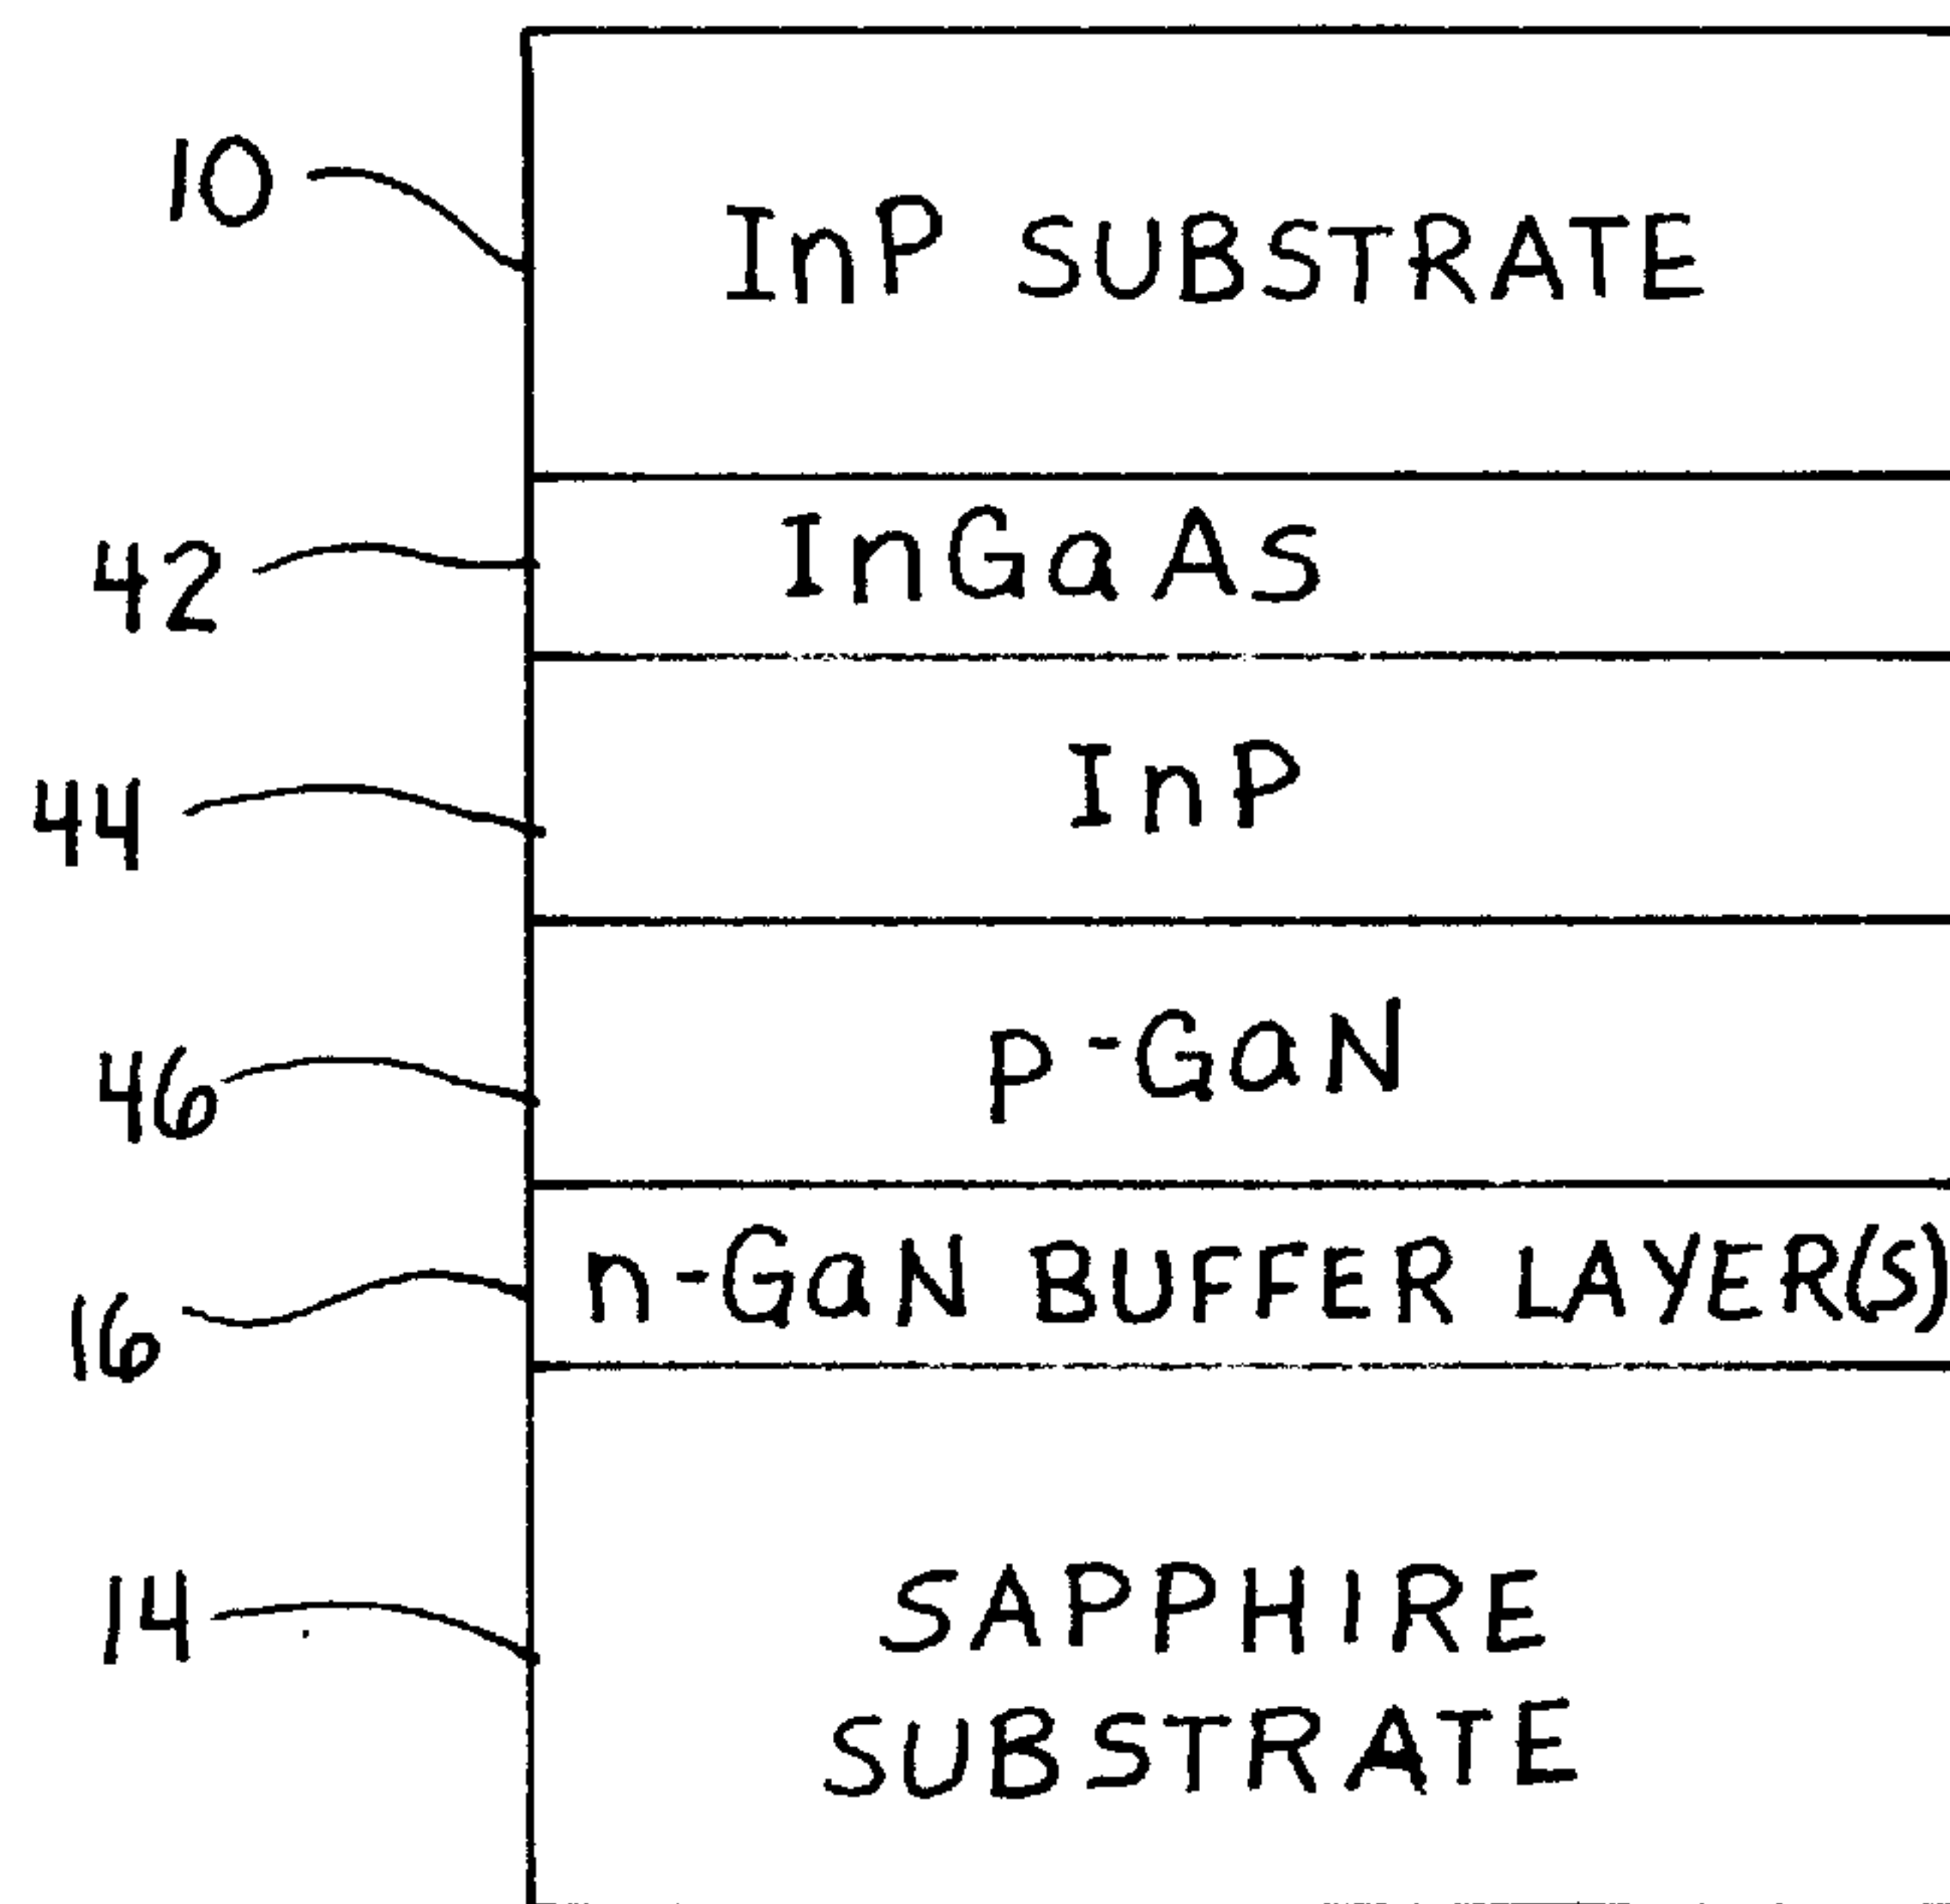 10
InP SUBSTRATE
42
InGaAs
44
InP
46
p-GaN
16
n-GaN BUFFER LAYER(S)
14
SAPPHIRE
SUBSTRATE